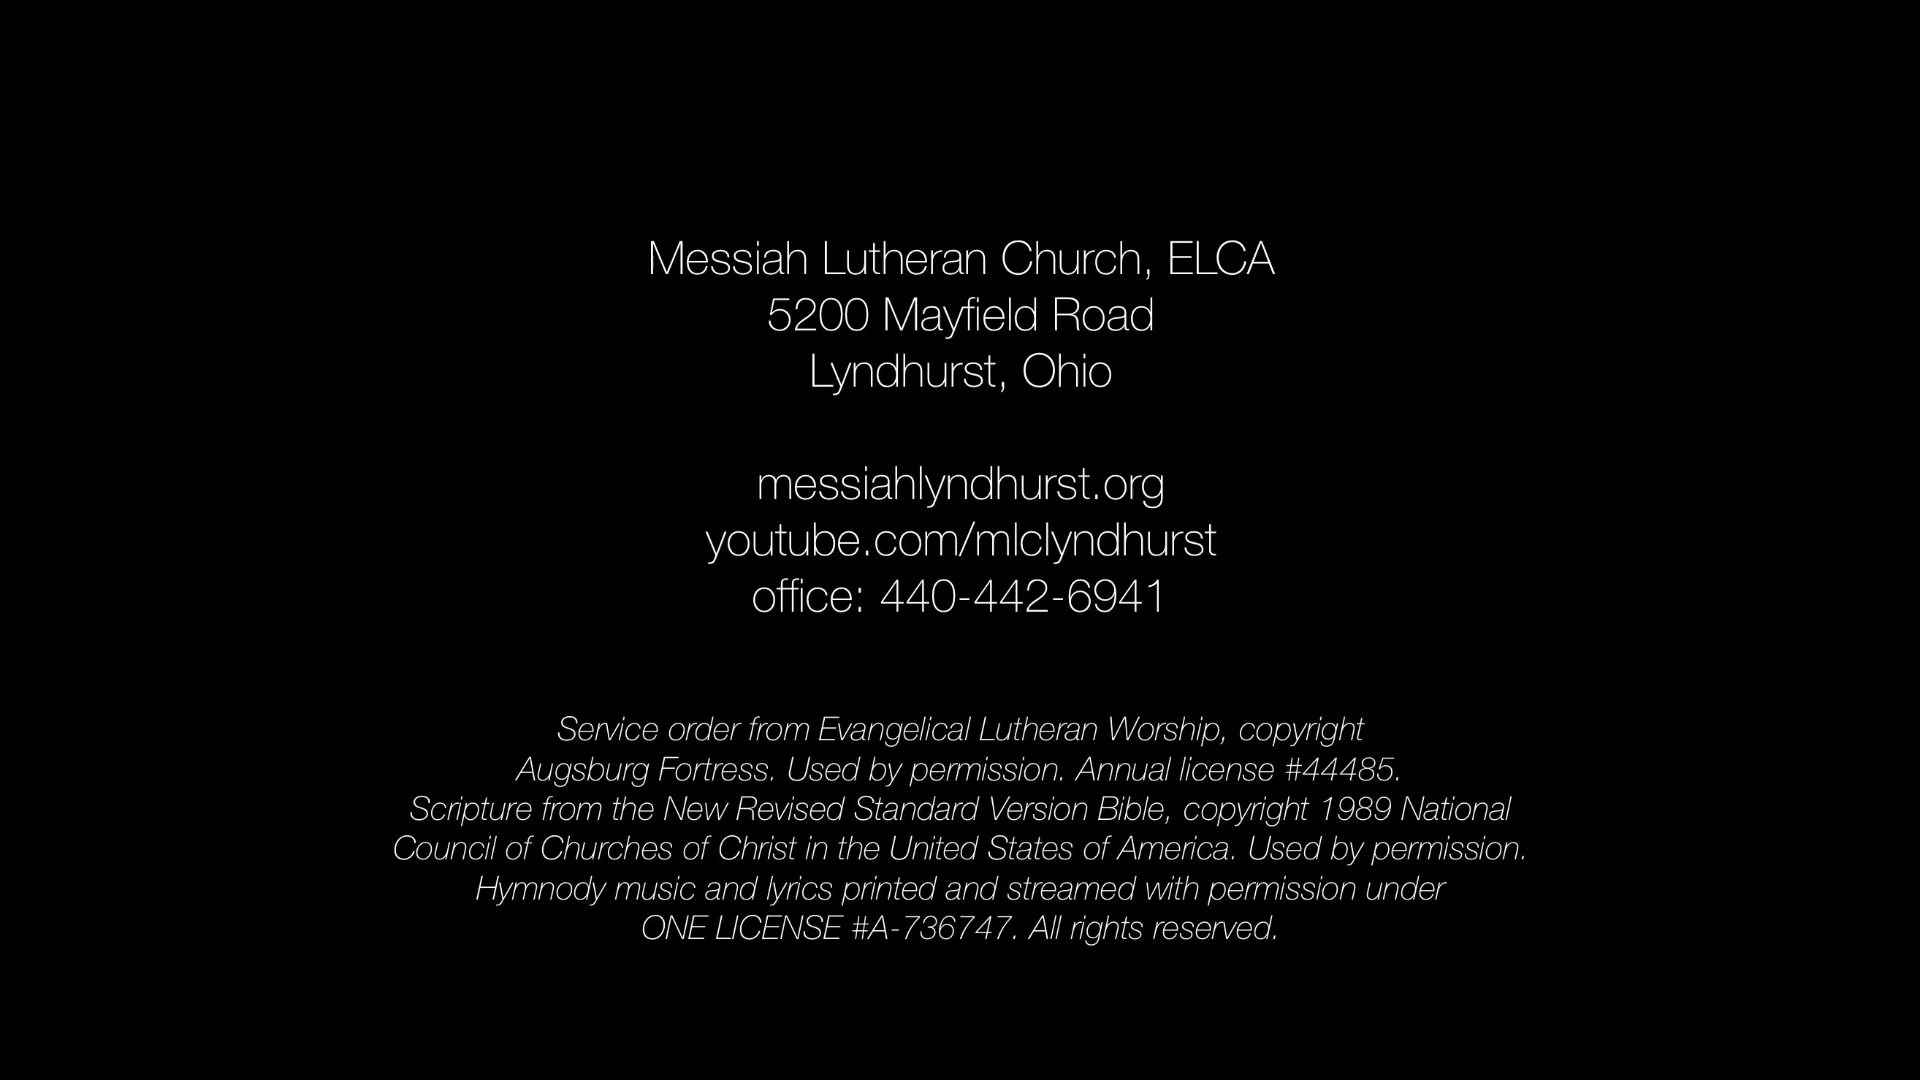 Messiah Lutheran Church, ELCA
5200 Mayfield Road
Lyndhurst, Ohio
messiahlyndhurst.org
youtube.com/mlclyndhurst
office: 440-442-6941
Service order from Evangelical Lutheran Worship, copyright
Augsburg Fortress. Used by permission. Annual license #44485.
Scripture from the New Revised Standard Version Bible, copyright 1989 National
Council of Churches of Christ in the United States of America. Used by permission.
Hymnody music and lyrics printed and streamed with permission under
ONE LICENSE #A-736747. All rights reserved.